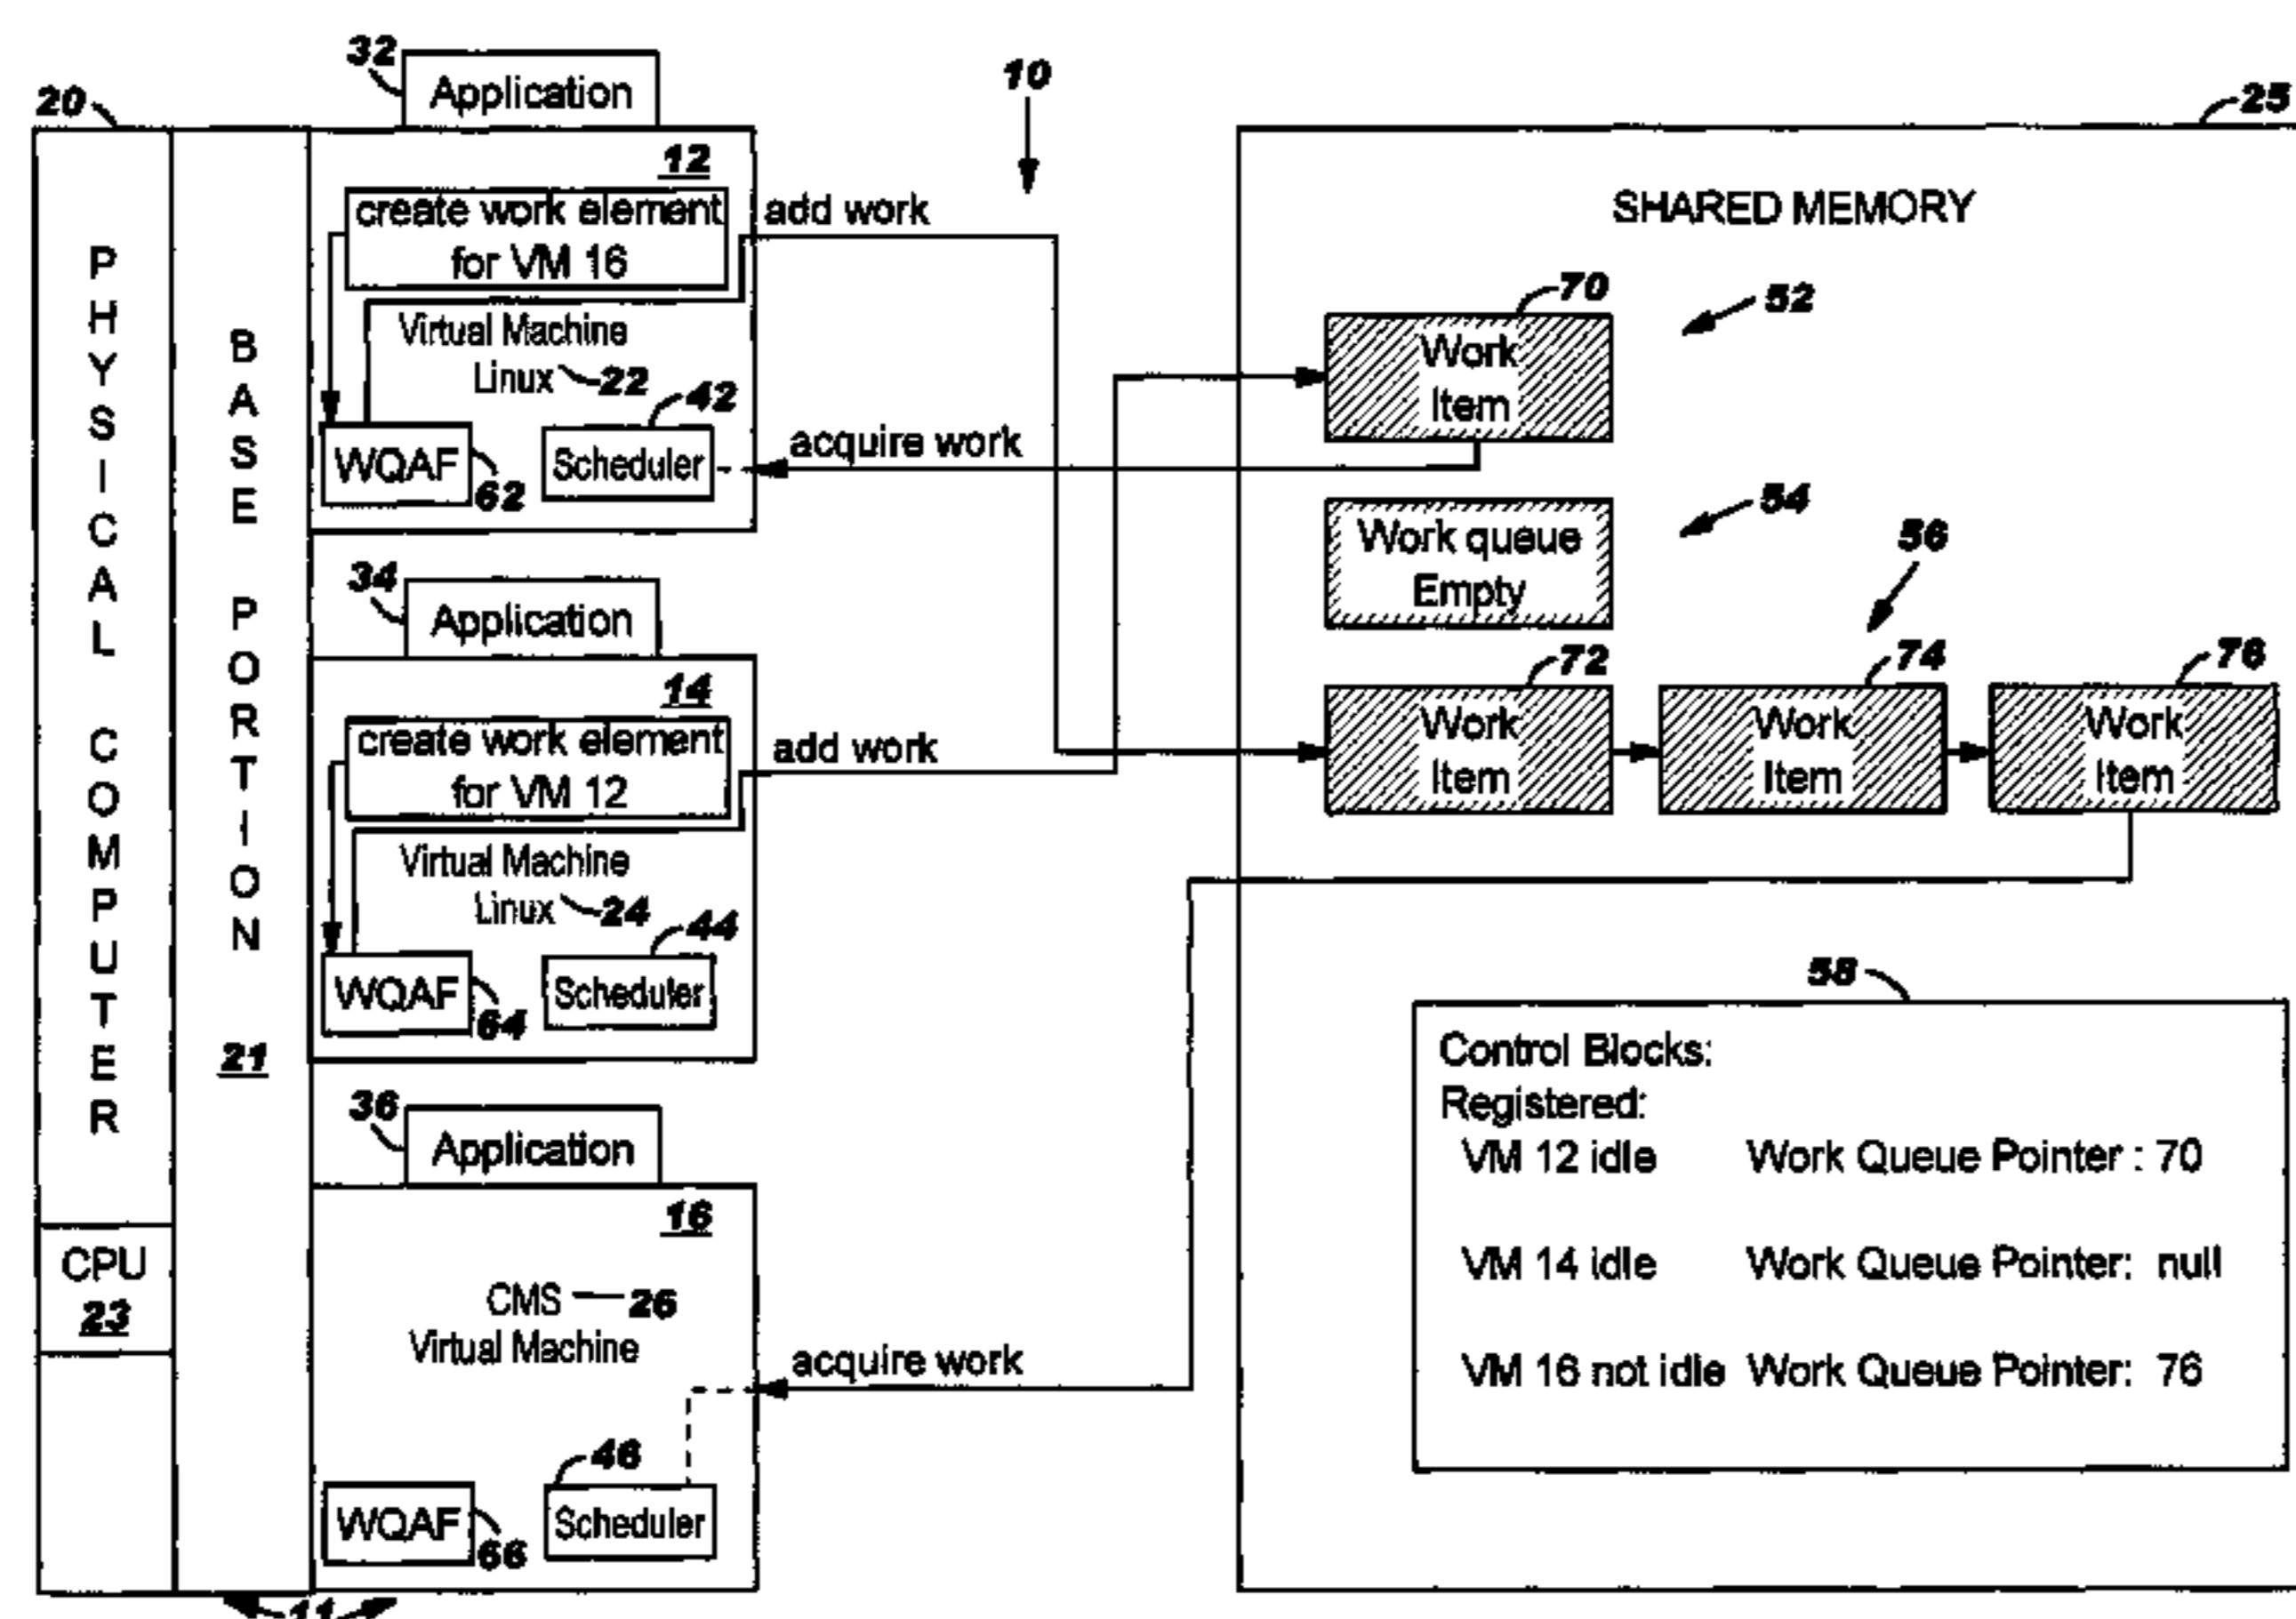 20
PHYSICAL COMPUTER
CPU
23
BASE PORTION
21
11
32
Application
12
create work element
for VM 16
Virtual Machine
Linux 22
42
WQAF
62
Scheduler
add work
acquire work
34
Application
14
create work element
for VM 12
Virtual Machine
Linux 24
44
WQAF
64
Scheduler
add work
36
Application
16
CMS 26
Virtual Machine
acquire work
46
WQAF
66
Scheduler
10
25
SHARED MEMORY
70
52
Work
Item
54
Work queue
Empty
56
72
74
76
Work
Item
Work
Item
Work
Item
58
Control Blocks:
Registered:
VM 12 idle Work Queue Pointer : 70
VM 14 idle Work Queue Pointer: null
VM 16 not idle Work Queue Pointer: 76